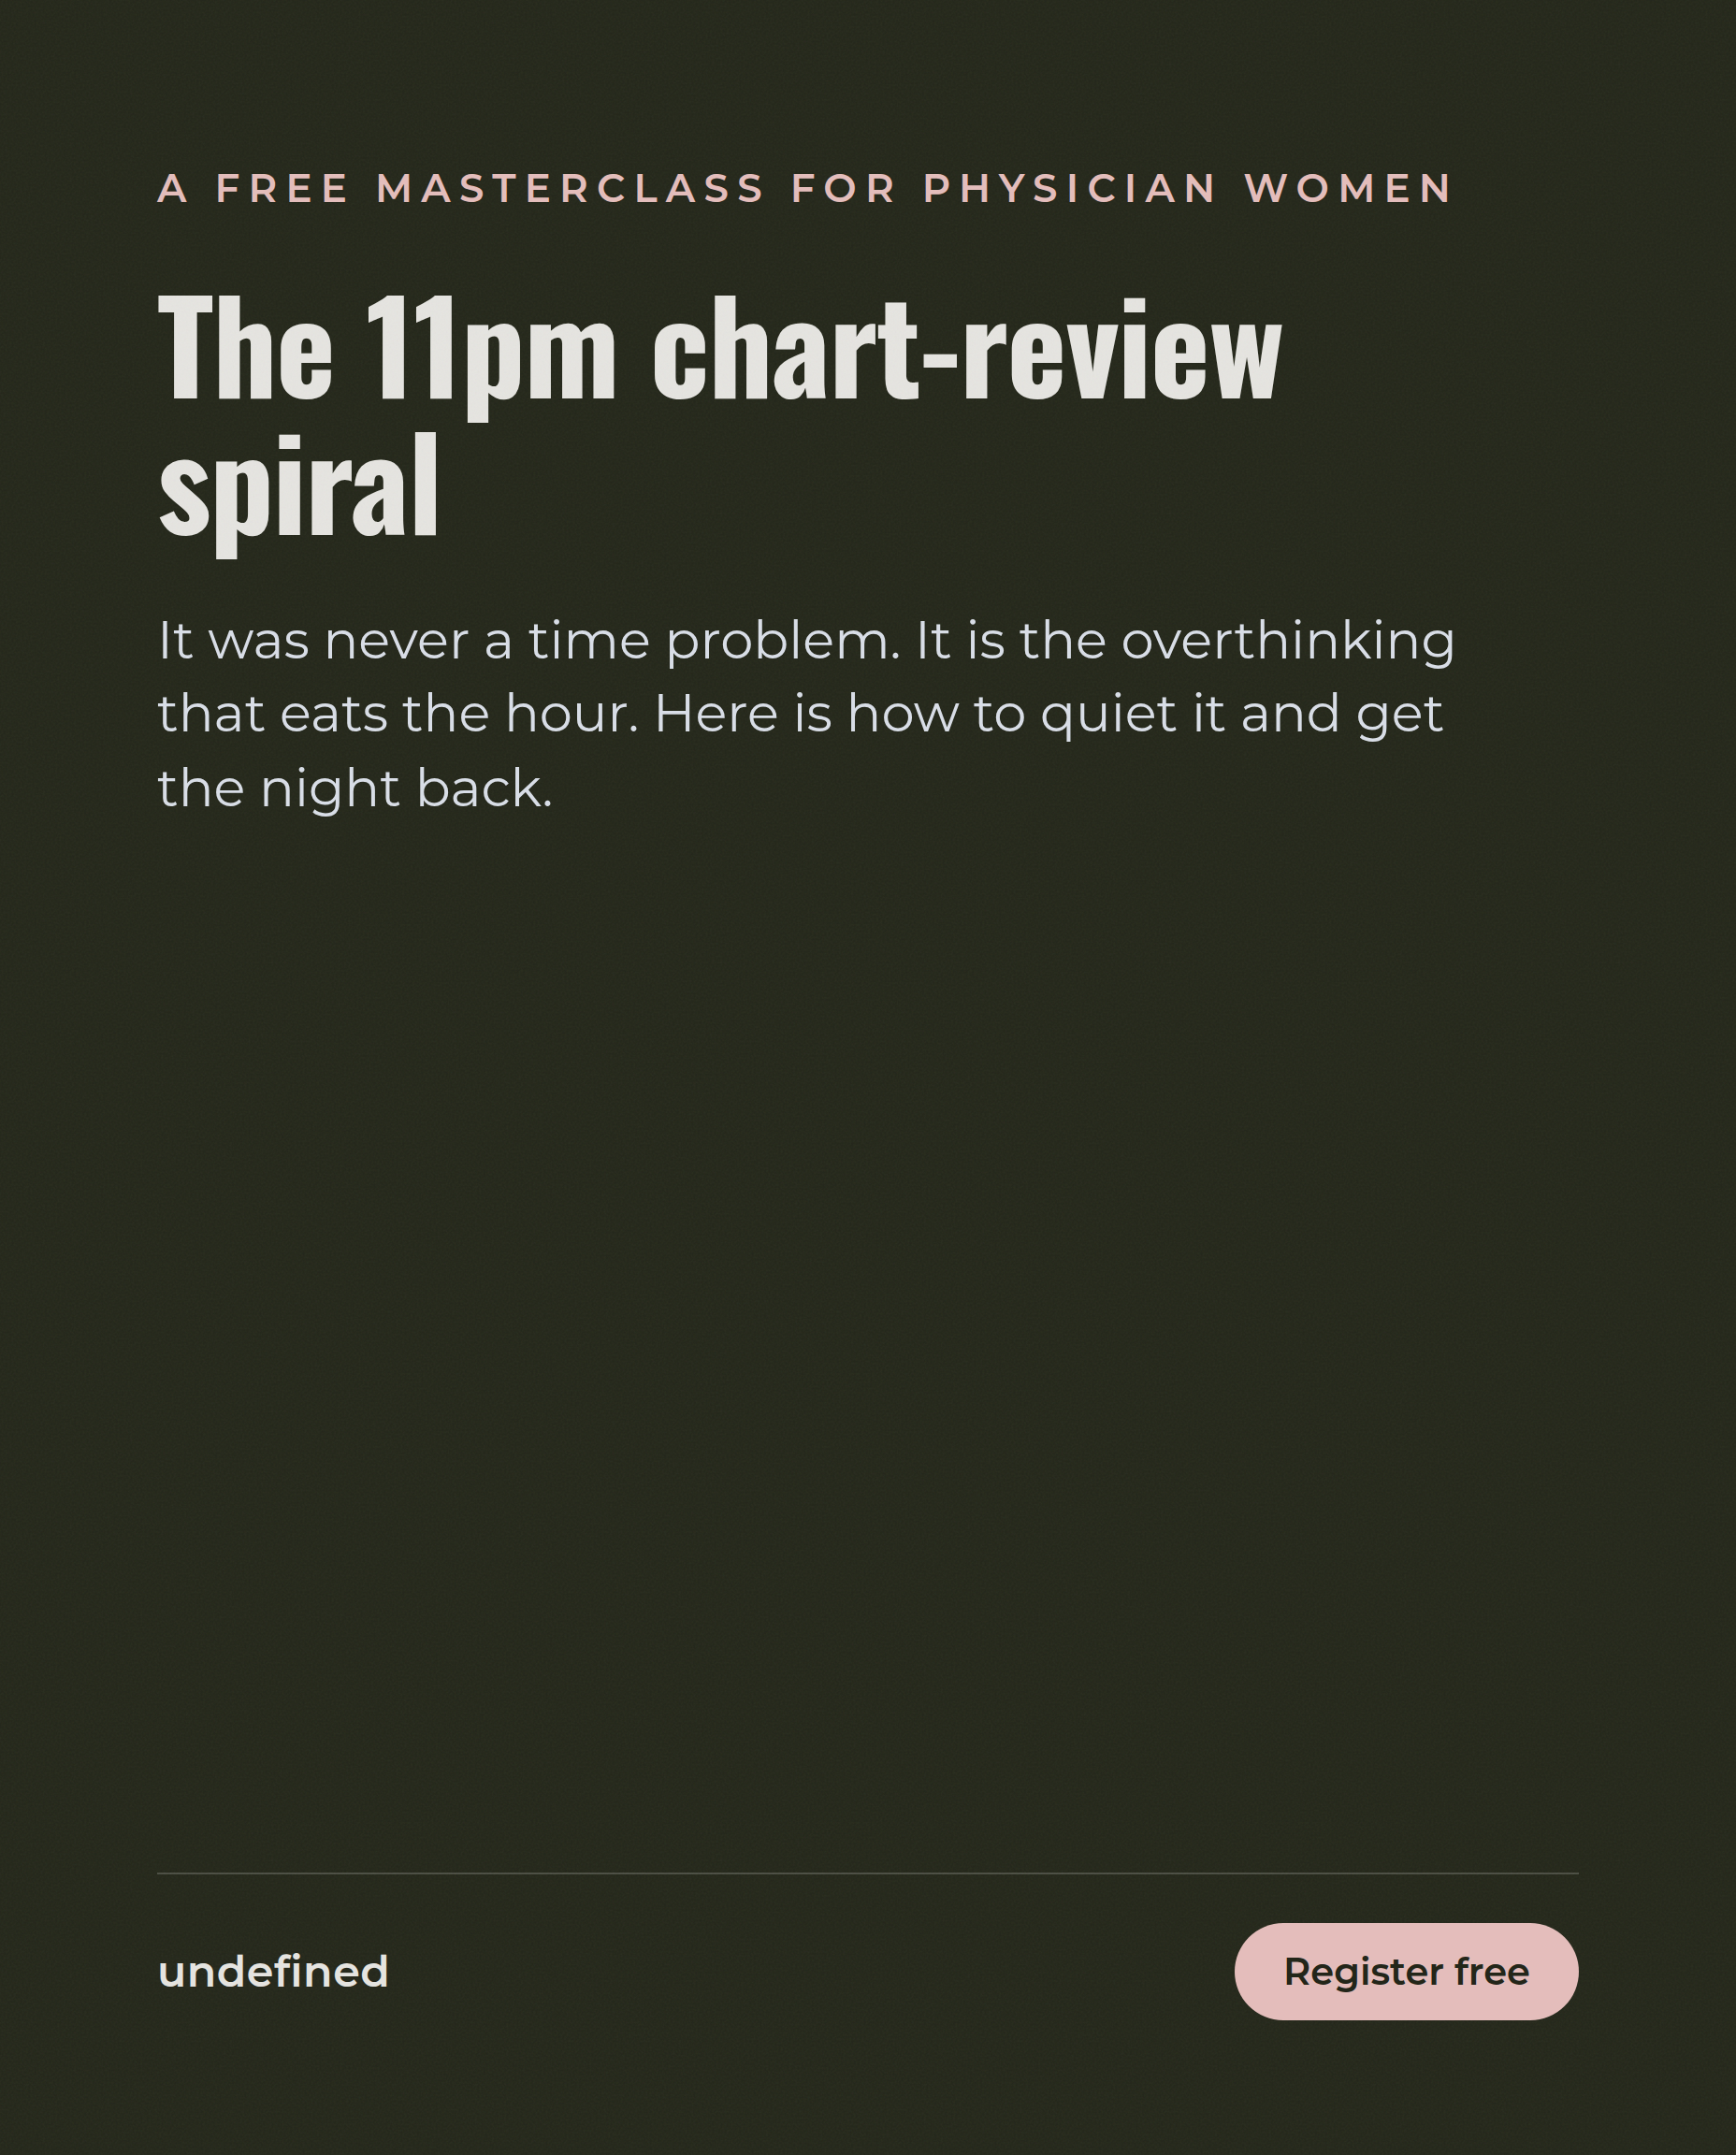 A FREE MASTERCLASS FOR PHYSICIAN WOMEN
The 11pm chart-review
spiral
It was never a time problem. It is the overthinking
that eats the hour. Here is how to quiet it and get
the night back.
undefined
Register free